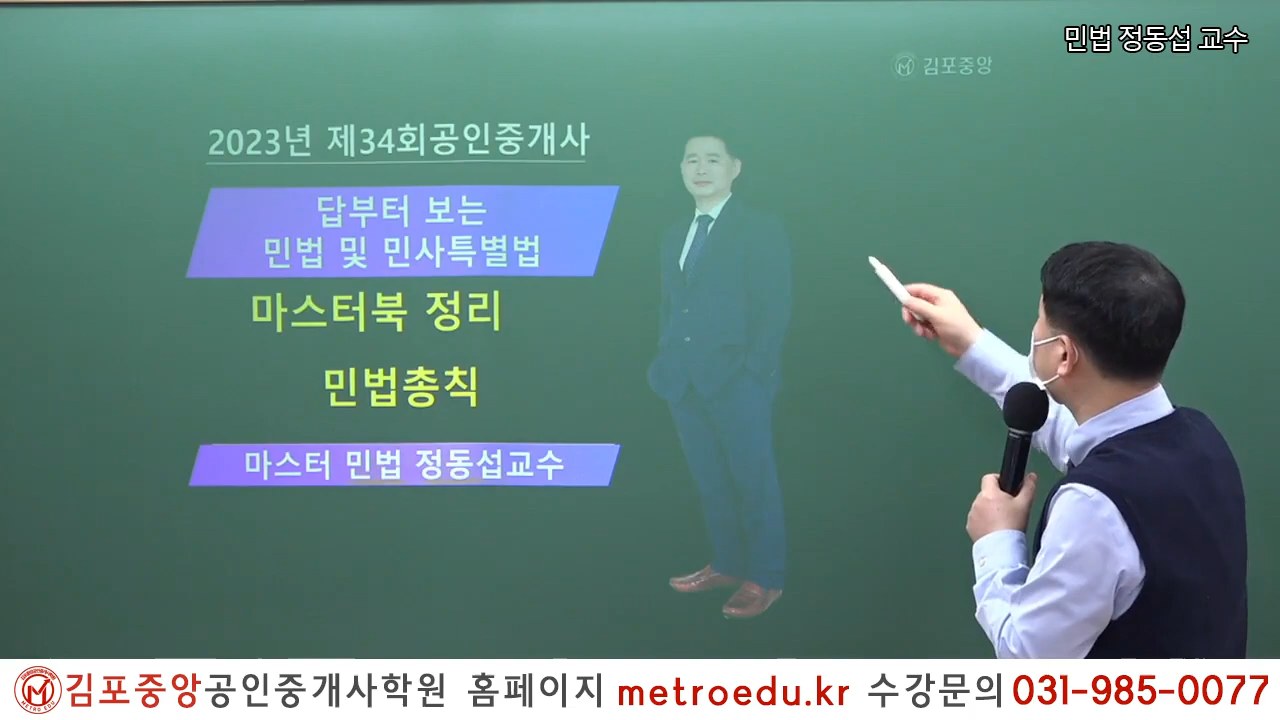 민법 정동섭 교수
김포중앙
2023년 제34회공인중개사
답부터 보는
민법 및 민사특별법
마스터북 정리
민법총칙
마스터 민법 정동섭교수
METRO EDU
김포중앙공인중개사학원 홈페이지 metroedu.kr 수강문의 031-985-0077